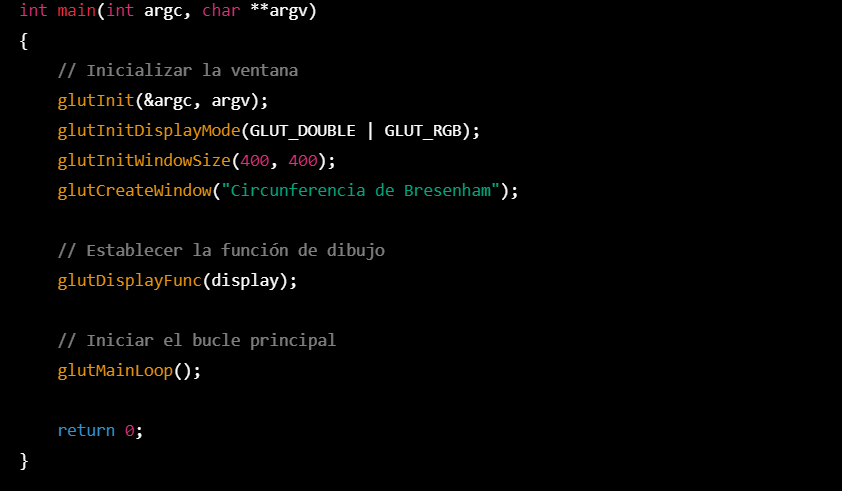 int main(int argc, char **argv)
{
    // Inicializar la ventana
    glutInit(&argc, argv);
    glutInitDisplayMode(GLUT_DOUBLE | GLUT_RGB);
    glutInitWindowSize(400, 400);
    glutCreateWindow("Circunferencia de Bresenham");

    // Establecer la función de dibujo
    glutDisplayFunc(display);

    // Iniciar el bucle principal
    glutMainLoop();

    return 0;
}